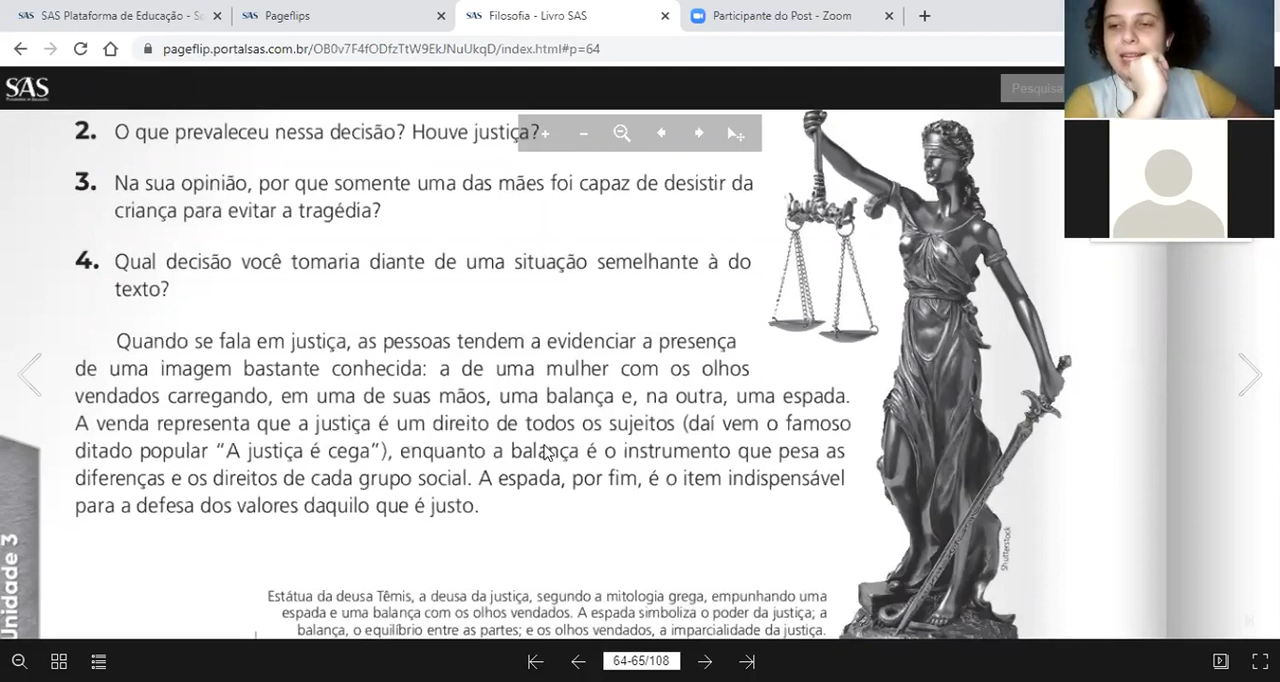 SAS Plataforma de Educação - S
Pageflips
Filosofia - Livro SAS
Participante do Post - Zoom
pageflip.portalsas.com.br/OB0v7F4fODfzTtW9EkJNuUkqD/index.html#p=64
SAS
Pesquisa
2. O que prevaleceu nessa decisão? Houve justiça?
3. Na sua opinião, por que somente uma das mães foi capaz de desistir da
criança para evitar a tragédia?
4. Qual decisão você tomaria diante de uma situação semelhante à do
texto?
Quando se fala em justiça, as pessoas tendem a evidenciar a presença
de uma imagem bastante conhecida: a de uma mulher com os olhos
vendados carregando, em uma de suas mãos, uma balança e, na outra, uma espada.
A venda representa que a justiça é um direito de todos os sujeitos (daí vem o famoso
ditado popular “A justiça é cega”), enquanto a balança é o instrumento que pesa as
diferenças e os direitos de cada grupo social. A espada, por fim, é o item indispensável
para a defesa dos valores daquilo que é justo.
Unidade 3
Shutterstock
Estátua da deusa Têmis, a deusa da justiça, segundo a mitologia grega, empunhando uma
espada e uma balança com os olhos vendados. A espada simboliza o poder da justiça; a
balança, o equilíbrio entre as partes; e os olhos vendados, a imparcialidade da justiça.
64-65/108